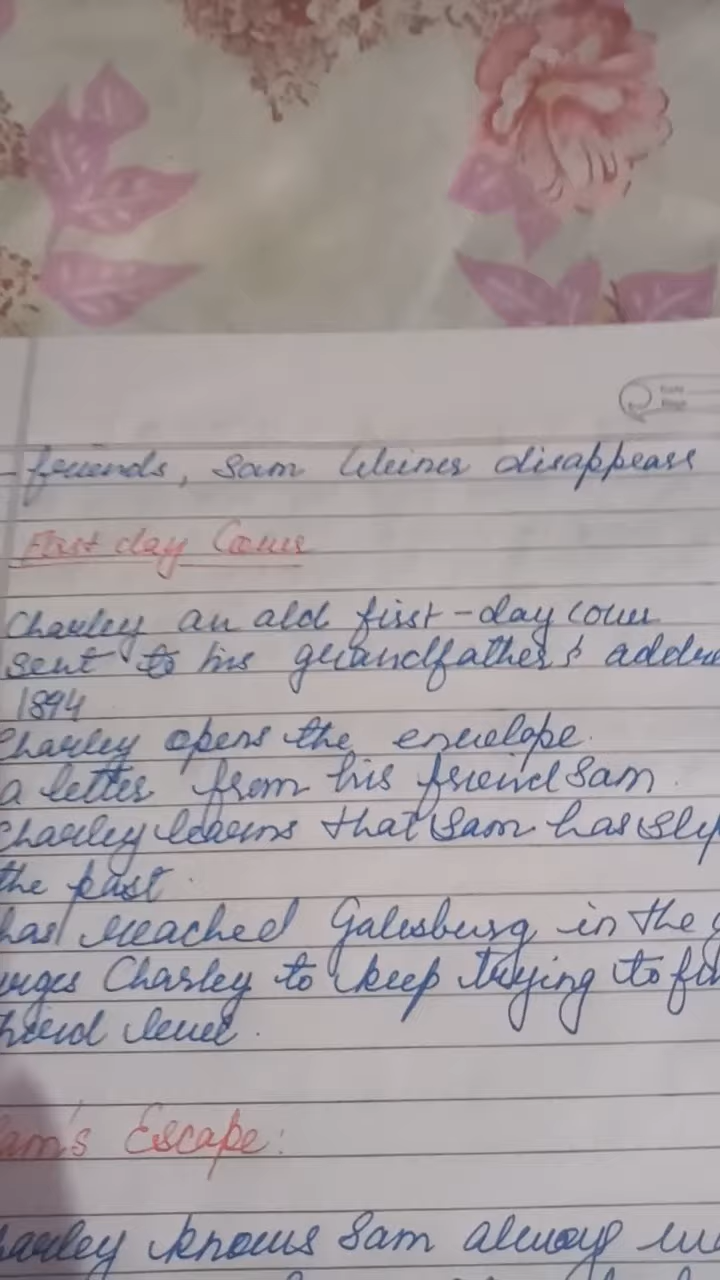 friends, Sam Weiner disappears
First day Cover
Charley an old first-day cover
sent to his grandfather's
1894
Charley opens the envelope.
a letter from his friend Sam.
Charley learns that Sam has
the past.
has reached Galesburg in the
urges Charley to keep trying to
third level.
Sam's Escape:
Charley knows Sam always